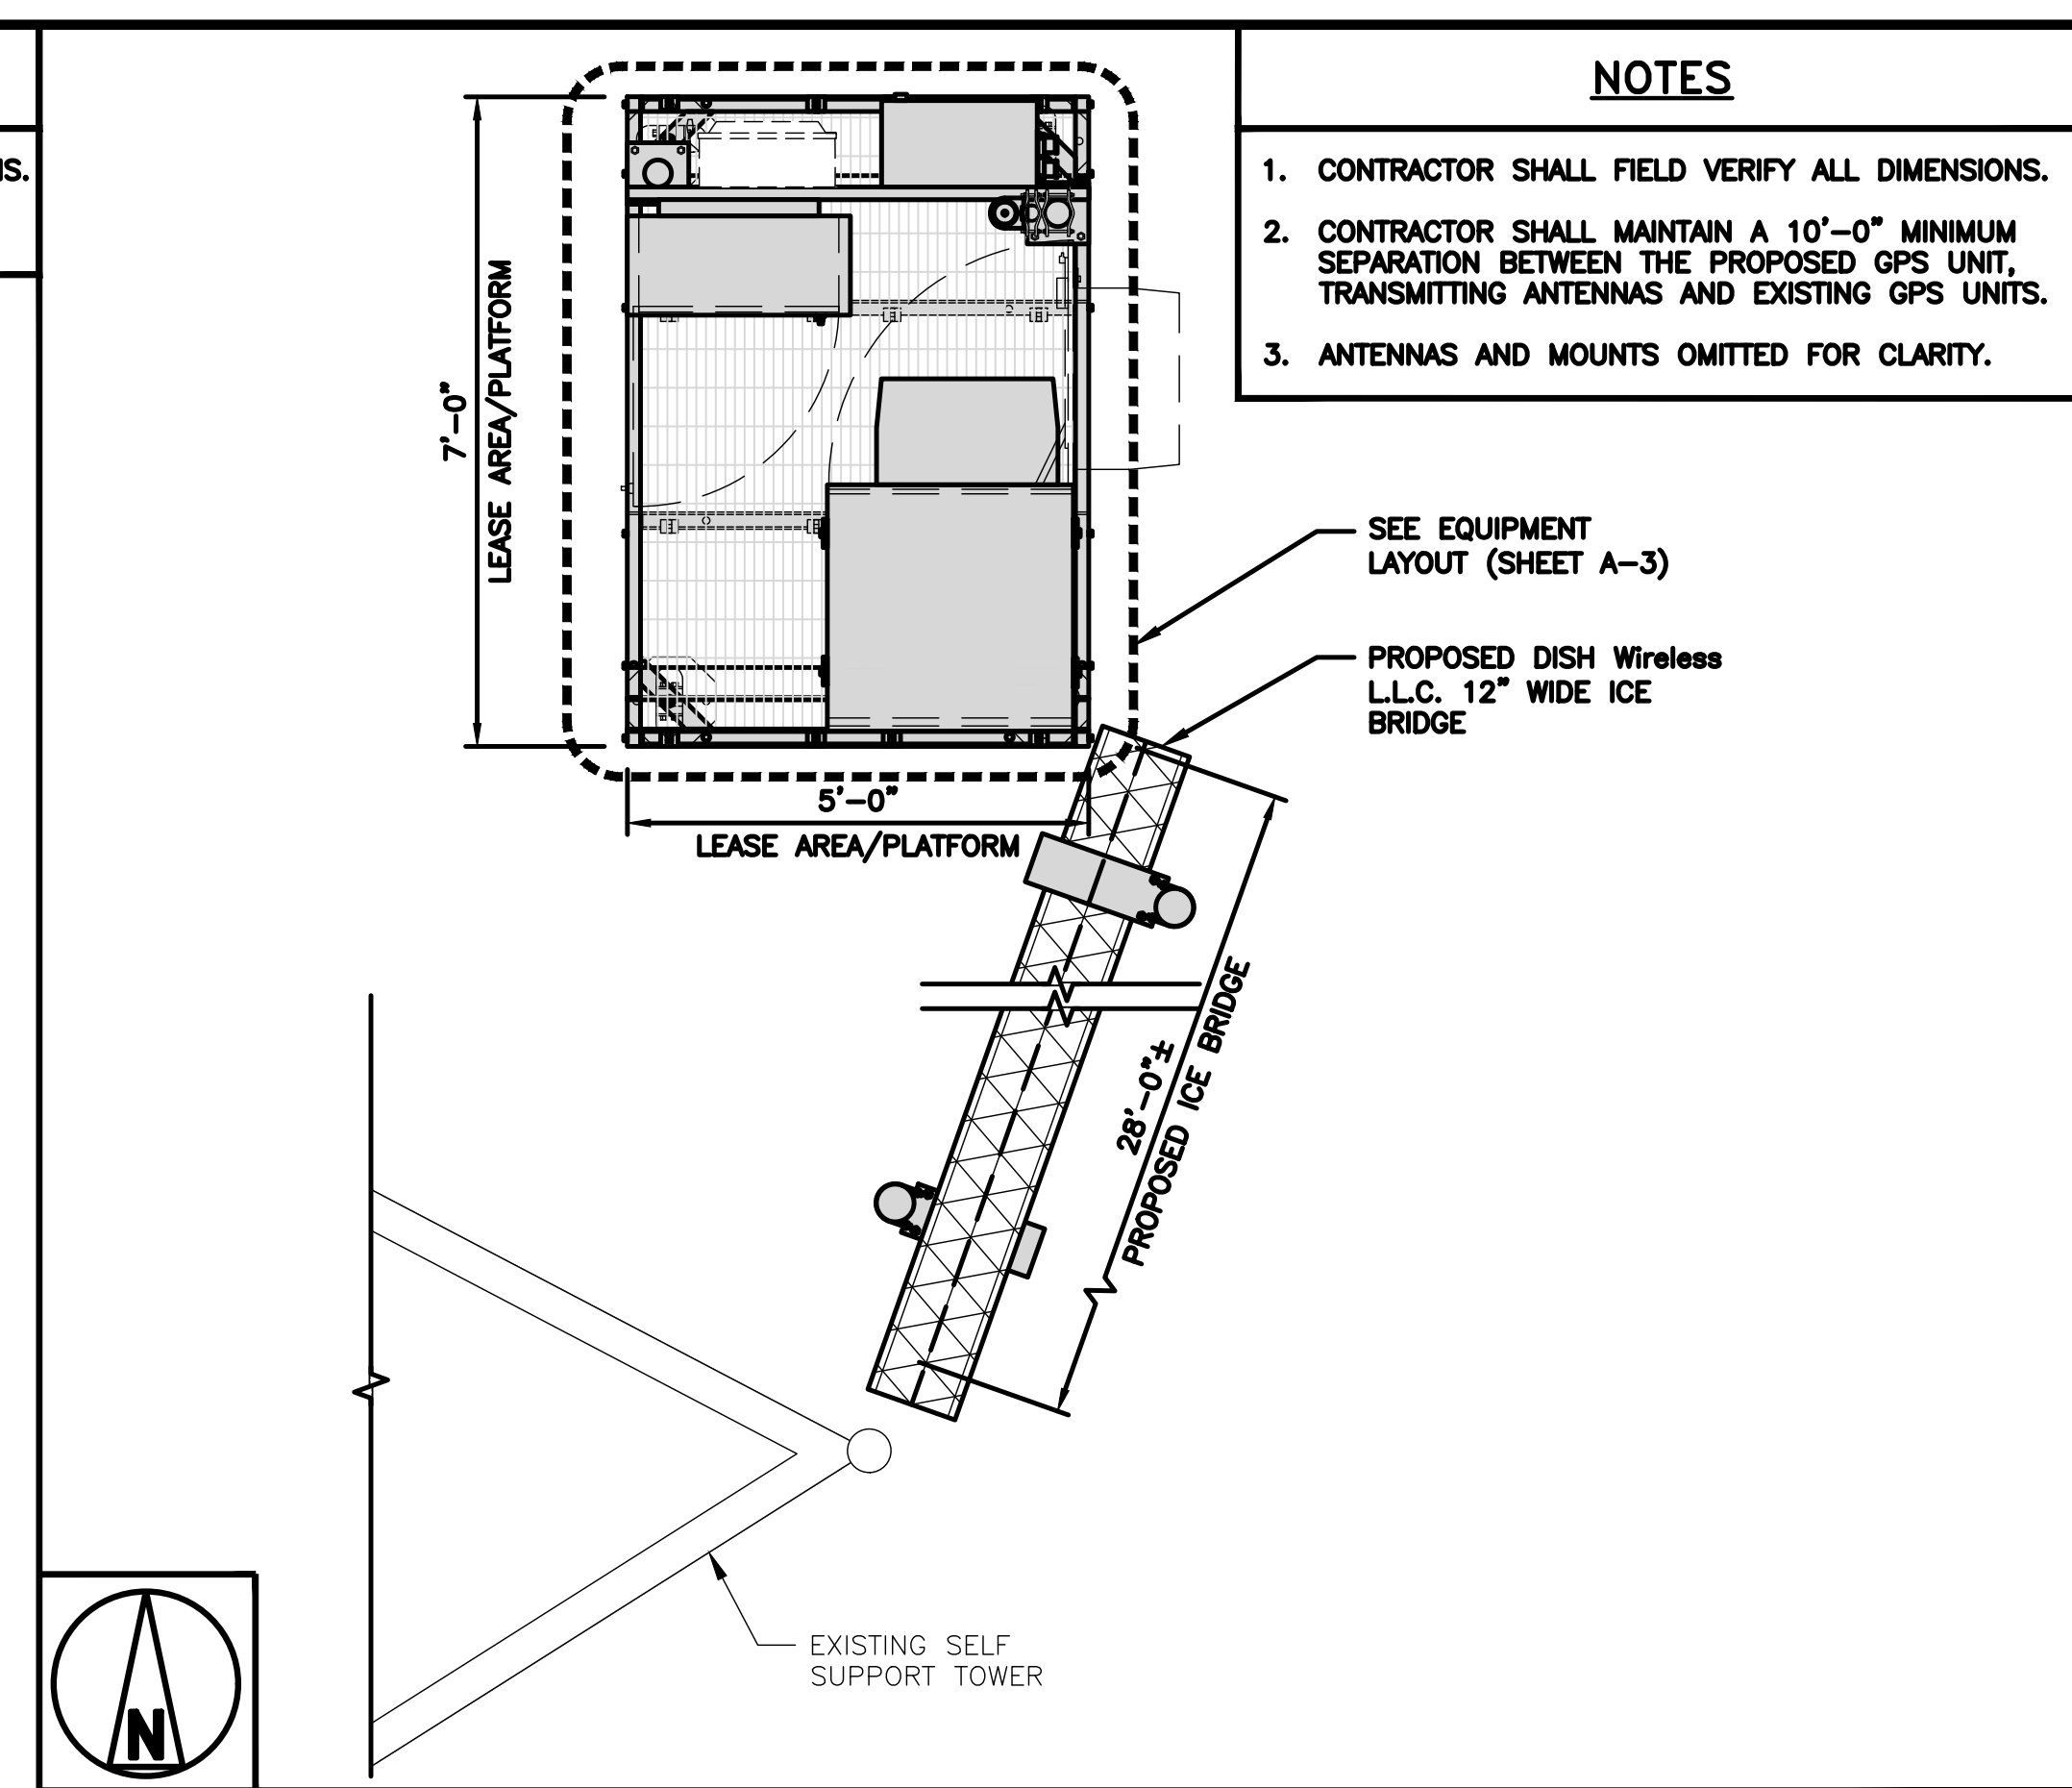 NS.
NOTES
1. CONTRACTOR SHALL FIELD VERIFY ALL DIMENSIONS.
2. CONTRACTOR SHALL MAINTAIN A 10'-0" MINIMUM
SEPARATION BETWEEN THE PROPOSED GPS UNIT,
TRANSMITTING ANTENNAS AND EXISTING GPS UNITS.
3. ANTENNAS AND MOUNTS OMITTED FOR CLARITY.
7'-0"
LEASE AREA/PLATFORM
SEE EQUIPMENT
LAYOUT (SHEET A-3)
PROPOSED DISH Wireless
L.L.C. 12" WIDE ICE
BRIDGE
5'-0"
LEASE AREA/PLATFORM
28'-0"±
PROPOSED ICE BRIDGE
EXISTING SELF
SUPPORT TOWER
N